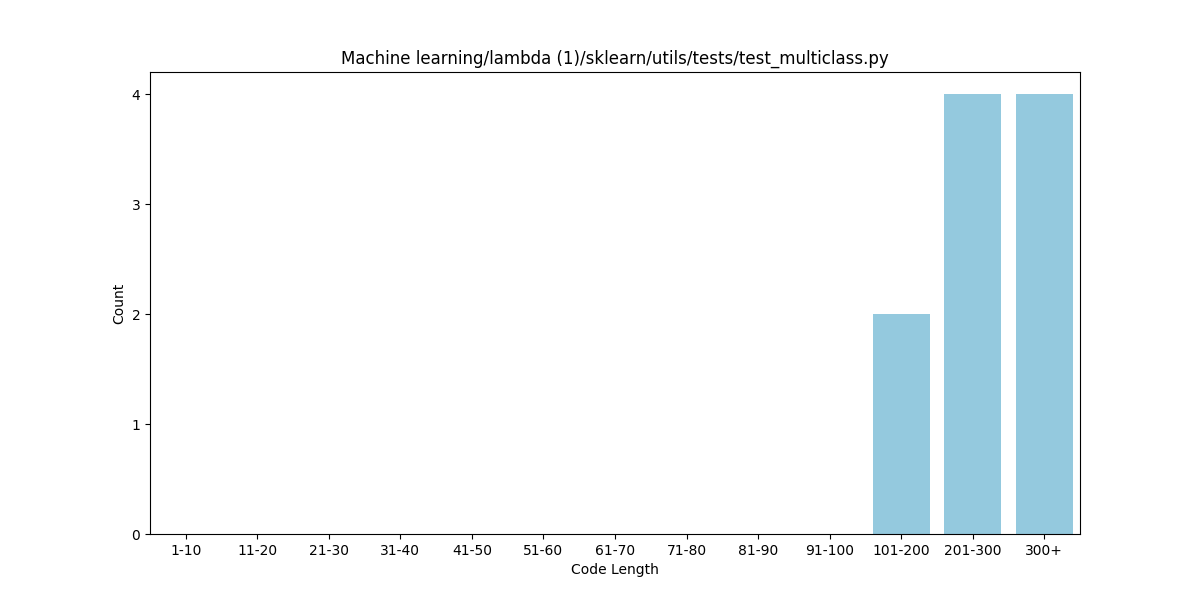 Machine learning/lambda (1)/sklearn/utils/tests/test_multiclass.py
4
3
2
1
0
Count
1-10 11-20 21-30 31-40 41-50 51-60 61-70 71-80 81-90 91-100 101-200 201-300 300+
Code Length